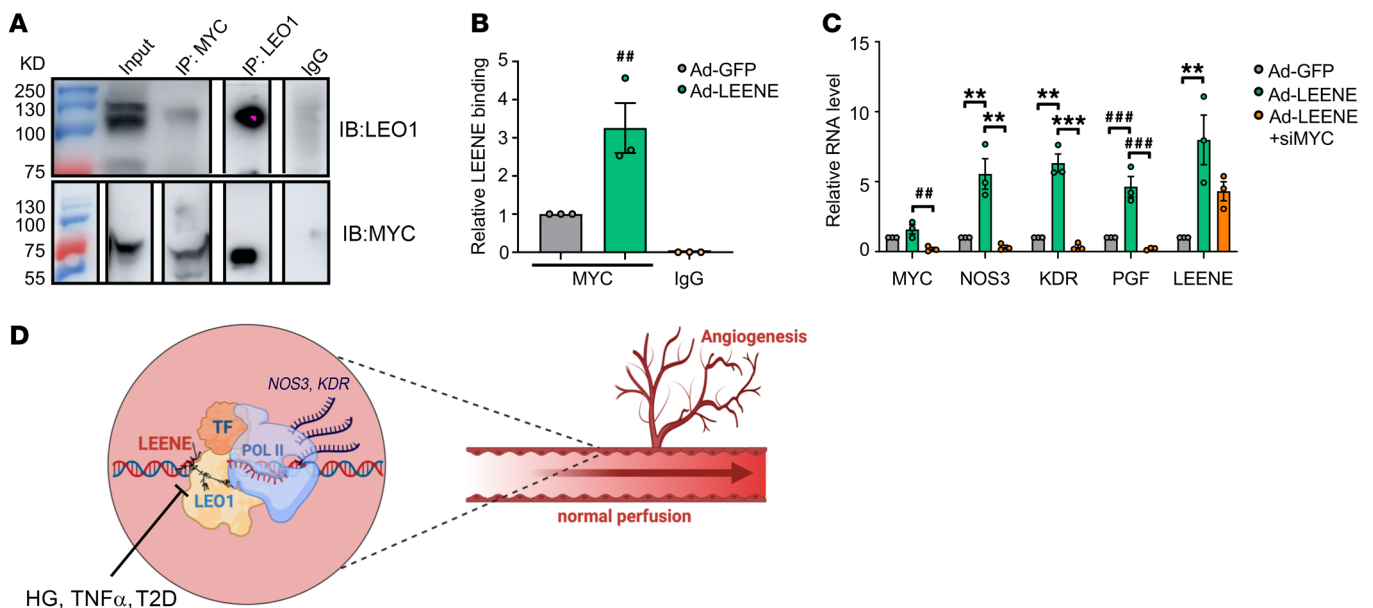 A
KD
Input
IP: MYC
IP: LEO1
IgG
250
130
100
75
IB:LEO1
130
100
75
55
IB:MYC
B
Relative LEENE binding
5
4
3
2
1
0
##
MYC
IgG
Ad-GFP
Ad-LEENE
C
Relative RNA level
15
10
5
0
##
**
**
**
***
###
###
**
MYC
NOS3
KDR
PGF
LEENE
Ad-GFP
Ad-LEENE
Ad-LEENE
+siMYC
D
NOS3, KDR
TF
LEENE
POL II
LEO1
HG, TNFα, T2D
Angiogenesis
normal perfusion